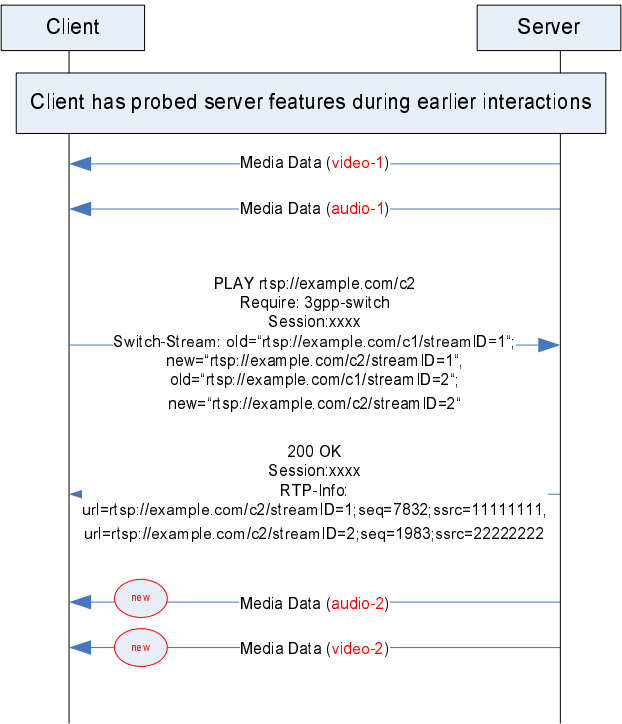 Client
Server
Client has probed server features during earlier interactions
Media Data (video-1)
Media Data (audio-1)
PLAY rtsp://example.com/c2
Require: 3gpp-switch
Session:xxxx
Switch-Stream: old=“rtsp://example.com/c1/streamID=1“;
new=“rtsp://example.com/c2/streamID=1“,
old=“rtsp://example.com/c1/streamID=2“;
new=“rtsp://example.com/c2/streamID=2“
200 OK
Session:xxxx
RTP-Info:
url=rtsp://example.com/c2/streamID=1;seq=7832;ssrc=11111111,
url=rtsp://example.com/c2/streamID=2;seq=1983;ssrc=22222222
new
Media Data (audio-2)
new
Media Data (video-2)